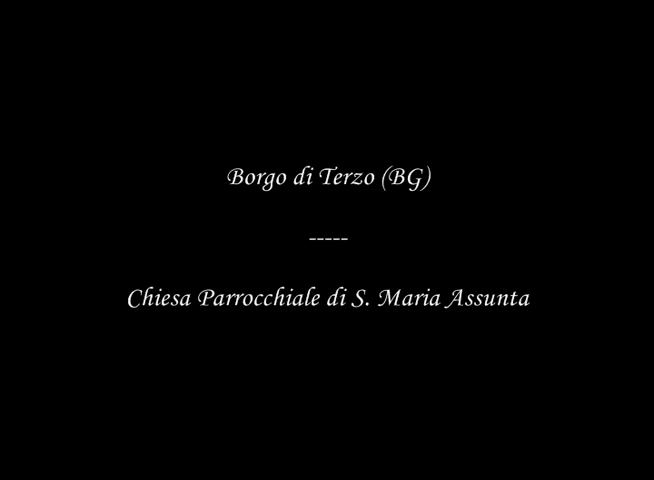 Borgo di Terzo (BG)
-----
Chiesa Parrocchiale di S. Maria Assunta